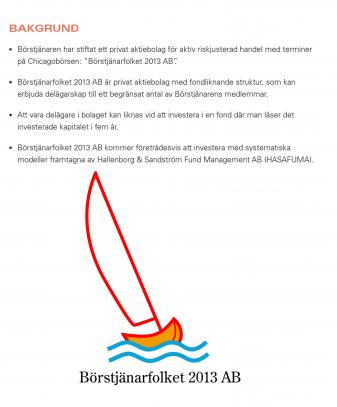 BAKGRUND
• Börstjänaren har stiftat ett privat aktiebolag för aktiv riskjusterad handel med terminer
på Chicagobörsen: "Börstjänarfolket 2013 AB".
• Börstjänarfolket 2013 AB är privat aktiebolag med fondliknande struktur, som kan
erbjuda delägarskap till ett begränsat antal av Börstjänarens medlemmar.
• Att vara delägare i bolaget kan liknas vid att investera i en fond där man låser det
investerade kapitalet i fem år.
• Börstjänarfolket 2013 AB kommer företrädesvis att investera med systematiska
modeller framtagna av Hallenborg & Sandström Fund Management AB (HASAFUMA).
Börstjänarfolket 2013 AB